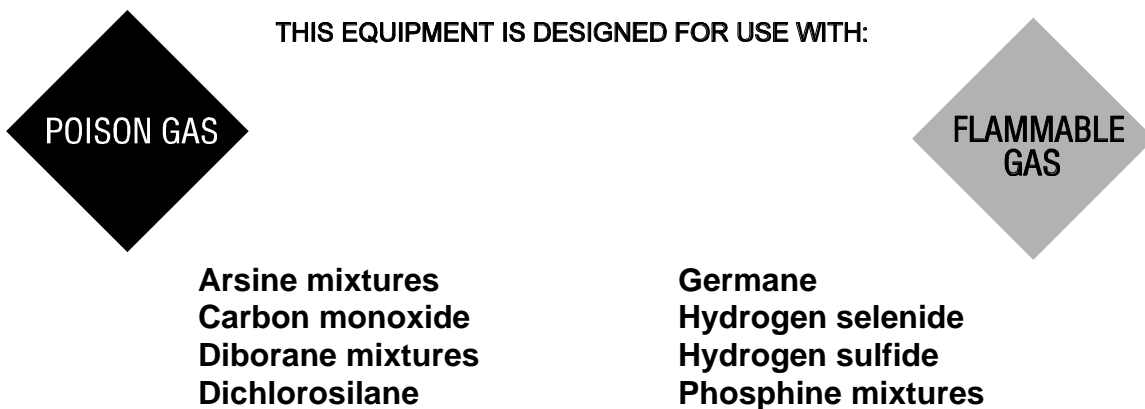 THIS EQUIPMENT IS DESIGNED FOR USE WITH:
POISON GAS
FLAMMABLE
GAS
Arsine mixtures
Carbon monoxide
Diborane mixtures
Dichlorosilane
Germane
Hydrogen selenide
Hydrogen sulfide
Phosphine mixtures